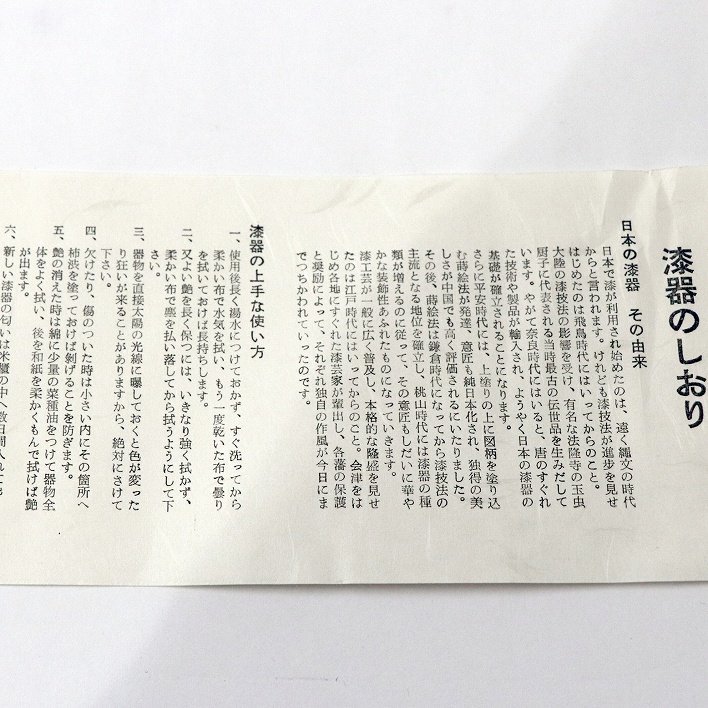 漆器のしおり
日本の漆器　その由来
日本で漆が利用され始めたのは、遠く縄文の時代
からと言われます。けれども漆技法が進歩を見せ
はじめたのは飛鳥時代にはいってからのこと。
大陸の漆技法の影響を受け、有名な法隆寺の玉虫
厨子に代表される当時最古の伝世品を生みだして
います。やがて奈良時代にはいると、唐のすぐれ
た技術や製品が輸入され、ようやく日本の漆器の
基礎が確立されることになります。
さらに平安時代には、上塗りの上に図柄を塗り込
む蒔絵法が発達、意匠も純日本化され、独得の美
しさが中国でも高く評価されるにいたりました。
その後、蒔絵法は鎌倉時代になってから漆技法の
主流となる地位を確立し、桃山時代には漆器の種
類が増えるのに従って、その意匠もしだいに華や
かな装飾性あふれたものになっていきます。
漆工芸が一般に広く普及し、本格的な隆盛を見せ
たのは江戸時代にはいってからのこと。会津をは
じめ各地にすぐれた漆芸家が輩出し、各藩の保護
と奨励によって、それぞれ独自の作風が今日にま
でつちかわれていったのです。
漆器の上手な使い方
一、使用後長く湯水につけておかず、すぐ洗ってから
柔かい布で水気を拭い、もう一度乾いた布で曇り
を拭いておけば長持ちします。
二、又よい艶を長く保つには、いきなり強く拭かず、
柔かい布で塵を払い落してから拭うようにして下
さい。
三、器物を直接太陽の光線に曝しておくと色が変った
り狂いが来ることがありますから、絶対にさけて
下さい。
四、欠けたり、傷のついた時は小さい内にその箇所へ
柿渋を塗っておけば剝げることを防ぎます。
五、艶の消えた時は綿に少量の菜種油をつけて器物全
体をよく拭い、後を和紙を柔かくもんで拭けば艶
が出ます。
六、新しい漆器の匂いは米櫃の中へ数日間入れてお